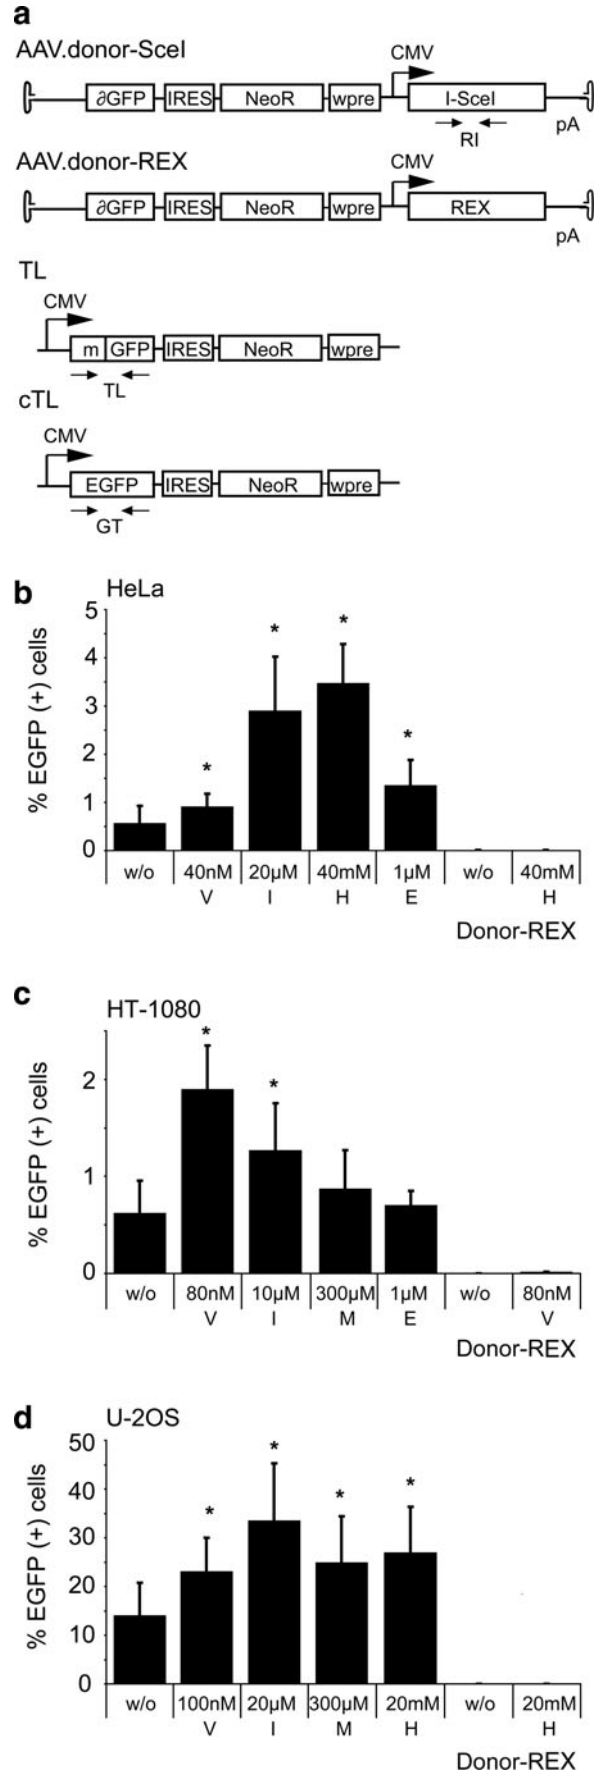 a
AAV.donor-SceI
CMV
∂GFP IRES NeoR wpre I-SceI
RI
pA
AAV.donor-REX
CMV
∂GFP IRES NeoR wpre REX
pA
TL
CMV
m GFP IRES NeoR wpre
TL
cTL
CMV
EGFP IRES NeoR wpre
GT
b
HeLa
% EGFP (+) cells
5
4
3
2
1
0
* * * *
w/o 40nM 20µM 40mM 1µM w/o 40mM
V I H E H
Donor-REX
c
HT-1080
% EGFP (+) cells
2
1
0
* *
w/o 80nM 10µM 300µM 1µM w/o 80nM
V I M E V
Donor-REX
d
U-2OS
% EGFP (+) cells
50
40
30
20
10
0
* * * *
w/o 100nM 20µM 300µM 20mM w/o 20mM
V I M H H
Donor-REX